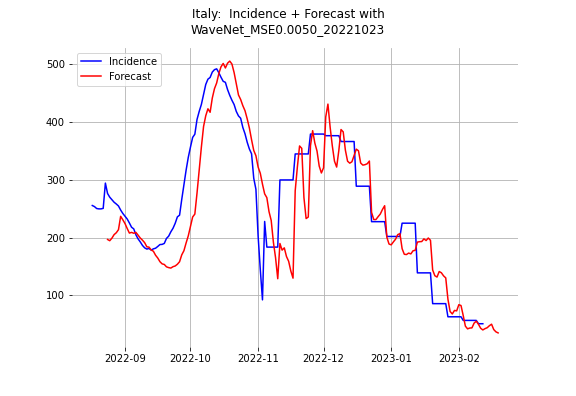 Italy:  Incidence + Forecast with
WaveNet_MSE0.0050_20221023
Incidence
Forecast
500
400
300
200
100
2022-09
2022-10
2022-11
2022-12
2023-01
2023-02